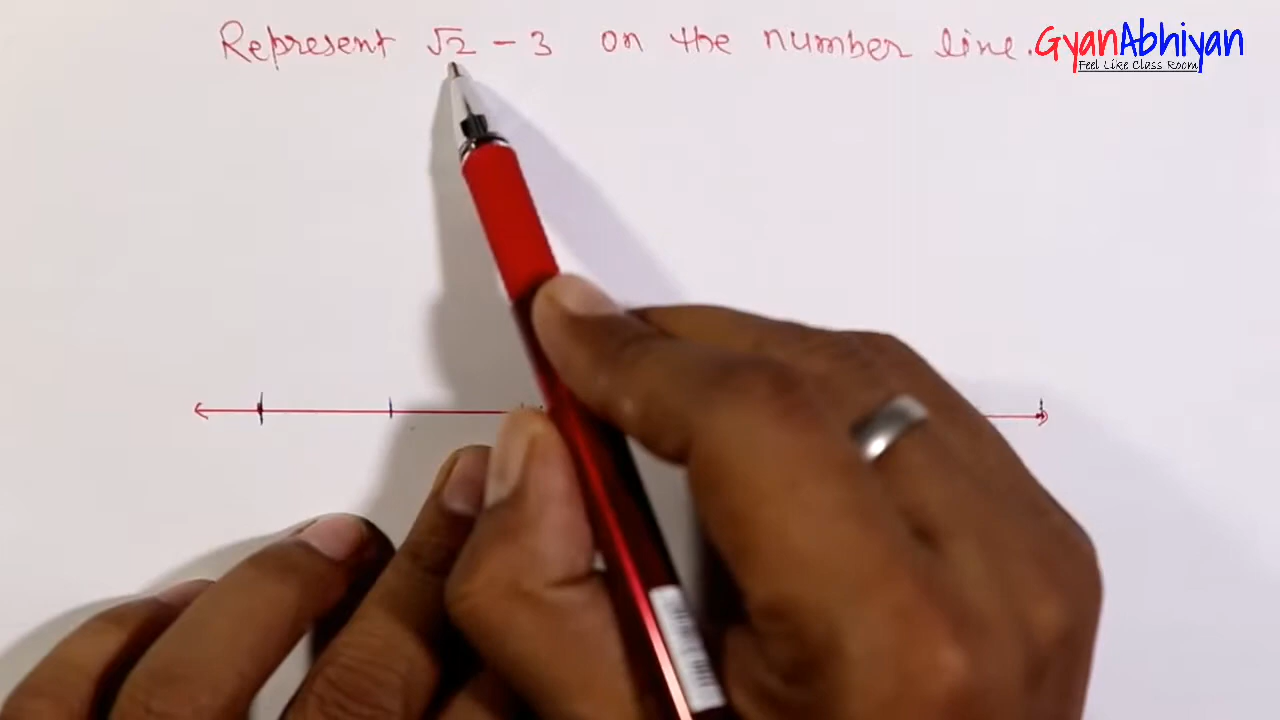 Represent √2 - 3 on the number line.
GyanAbhiyan
Feel Like Class Room